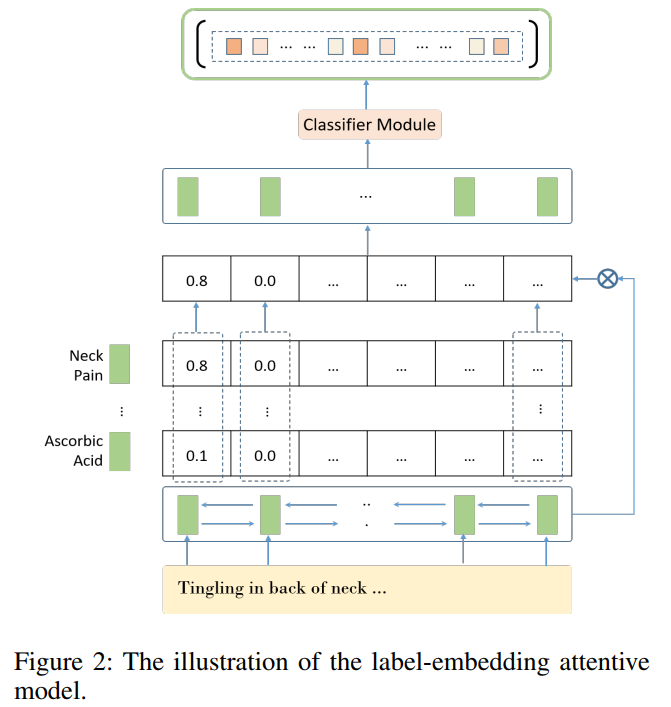 ... ... ... ...
Classifier Module
...
0.8 0.0 ... ... ... ...
Neck
Pain
0.8 0.0 ... ... ... ...
⋮ ⋮ ⋮ ⋮
Ascorbic
Acid
0.1 0.0 ... ... ... ...
Tingling in back of neck ...
Figure 2: The illustration of the label-embedding attentive
model.